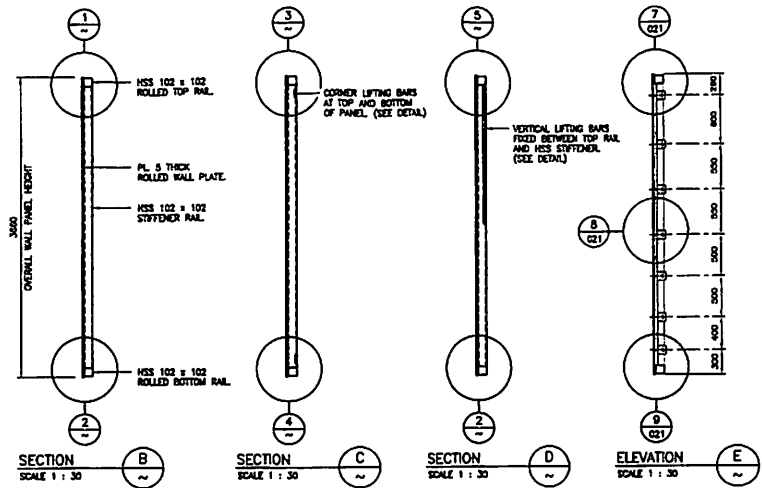 1
~
3
~
5
~
7
021
HSS 102 x 102
ROLLED TOP RAIL.
CORNER LIFTING BARS
AT TOP AND BOTTOM
OF PANEL. (SEE DETAIL)
VERTICAL LIFTING BARS
FIXED BETWEEN TOP RAIL
AND HSS STIFFENER.
(SEE DETAIL)
PL. 5 THICK
ROLLED WALL PLATE.
HSS 102 x 102
STIFFENER RAIL.
OVERALL WALL PANEL HEIGHT
8
021
600
550
550
500
500
400
300
HSS 102 x 102
ROLLED BOTTOM RAIL.
2
~
4
~
2
~
9
021
SECTION
SCALE 1 : 30
B
~
SECTION
SCALE 1 : 30
C
~
SECTION
SCALE 1 : 30
D
~
ELEVATION
SCALE 1 : 30
E
~